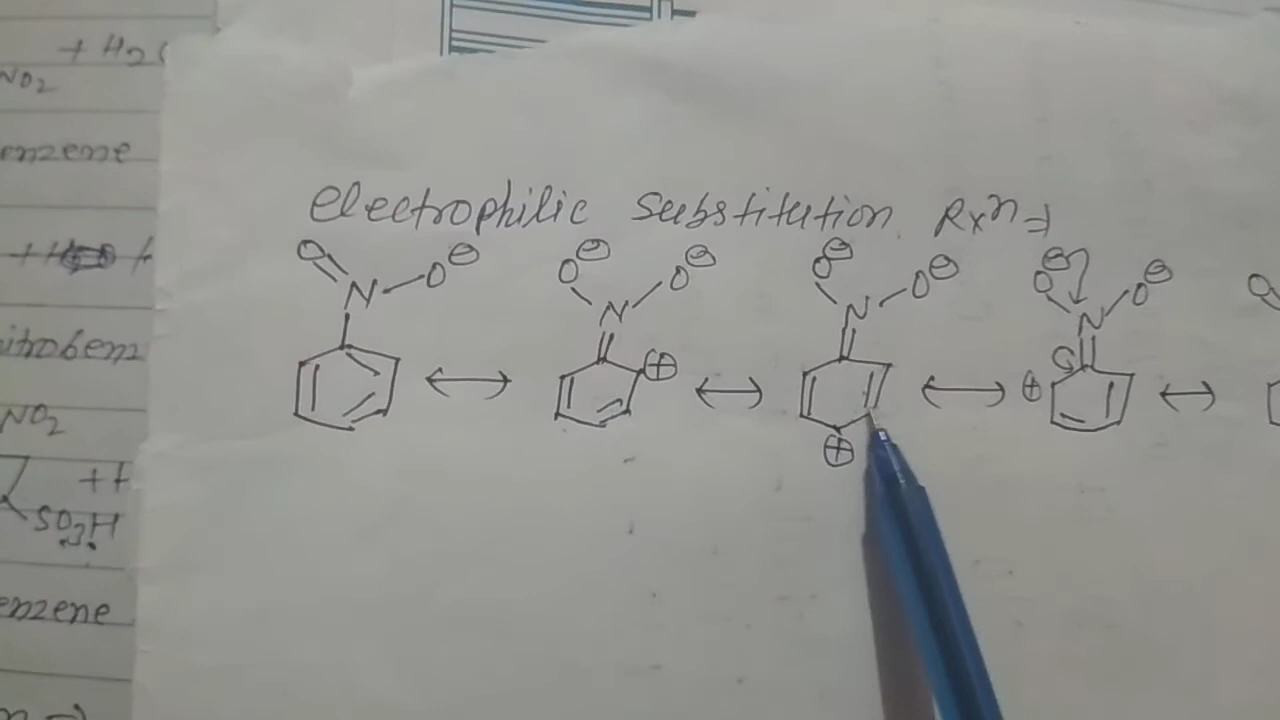 + H2
NO2
enzene
Electrophilic Substitution Rxn⇒
O N O⊖
O⊖ N O⊖ ⊕
O⊖ N O⊖ ⊕
O⊖ N O⊖ ⊕
O
itrobenz
NO2
+ H
SO3H
enzene